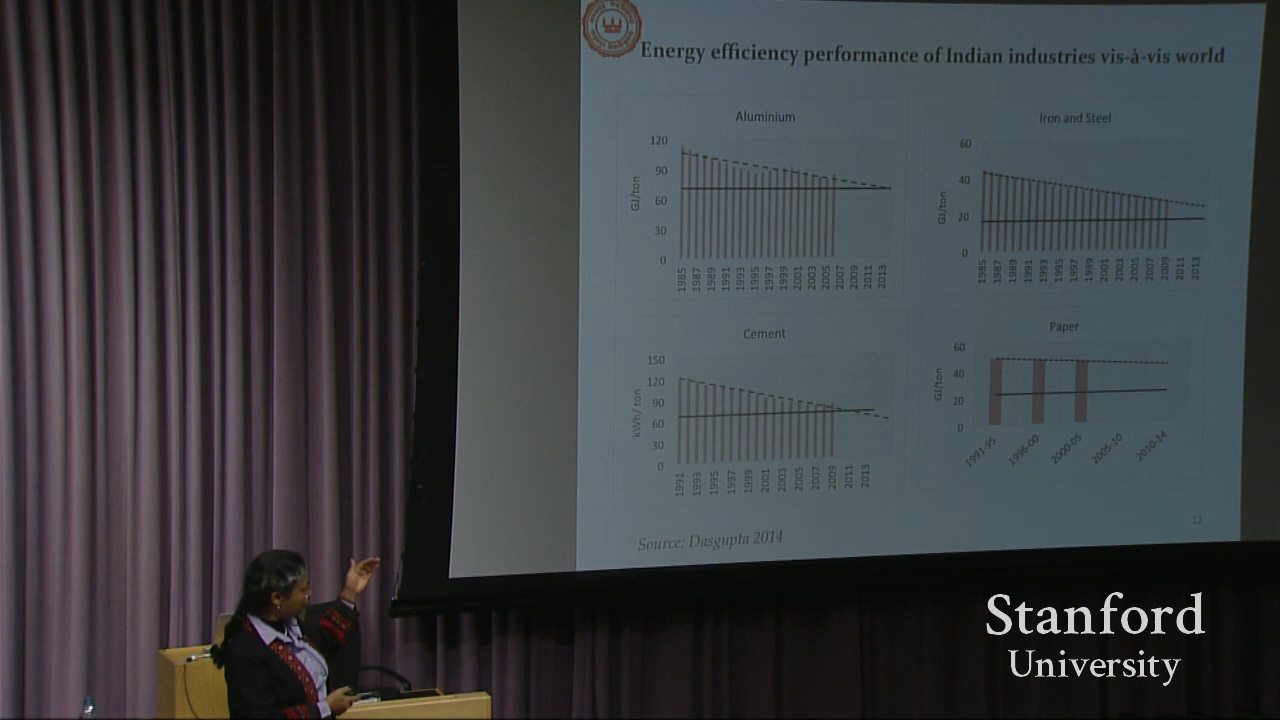 Energy efficiency performance of Indian industries vis-à-vis world
Aluminium
120
90
60
30
0
GJ/ton
1985 1987 1989 1991 1993 1995 1997 1999 2001 2003 2005 2007 2009 2011 2013
Iron and Steel
60
40
20
0
GJ/ton
1985 1987 1989 1991 1993 1995 1997 1999 2001 2003 2005 2007 2009 2011 2013
Cement
150
120
90
60
30
0
kWh/ ton
1991 1993 1995 1997 1999 2001 2003 2005 2007 2009 2011 2013
Paper
60
40
20
0
GJ/ton
1991-95 1996-00 2000-05 2005-10 2010-14
12
Source: Dasgupta 2014
Stanford
University